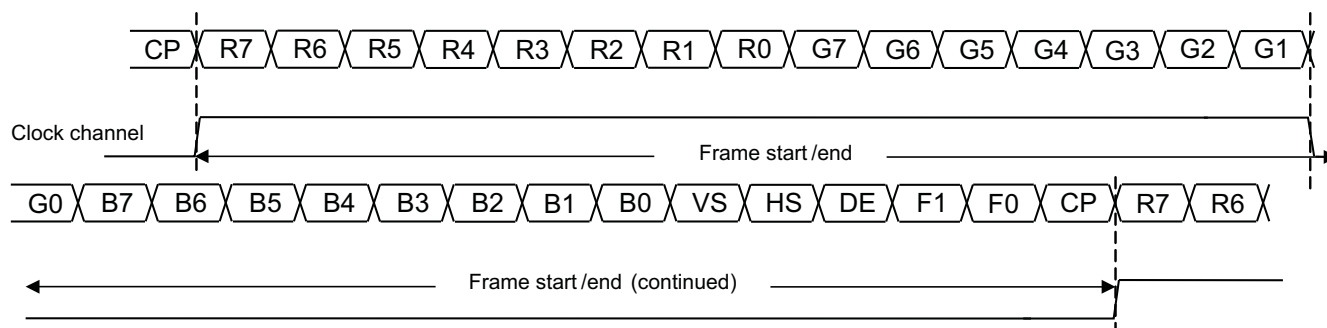 CP R7 R6 R5 R4 R3 R2 R1 R0 G7 G6 G5 G4 G3 G2 G1
Clock channel
Frame start /end
G0 B7 B6 B5 B4 B3 B2 B1 B0 VS HS DE F1 F0 CP R7 R6
Frame start /end (continued)